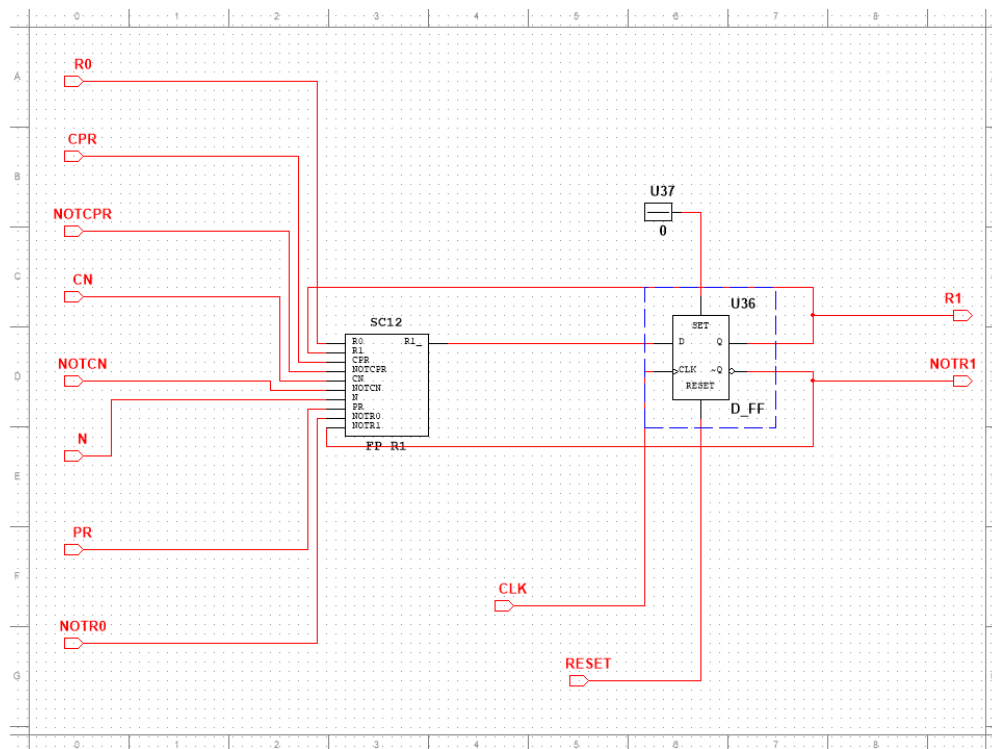 0 1 2 3 4 5 6 7 8
A
R0
CPR
B
U37
NOTCPR
0
C
CN
U36
R1
SC12
SET
R0 R1_
D Q
R1
CPR
NOTCN
NOTCPR
CLK ~Q
NOTR1
CN
D
NOTCN
RESET
N
PR
NOTR0
D_FF
NOTR1
N
FP R1
E
PR
F
CLK
NOTR0
RESET
G
0 1 2 3 4 5 6 7 8